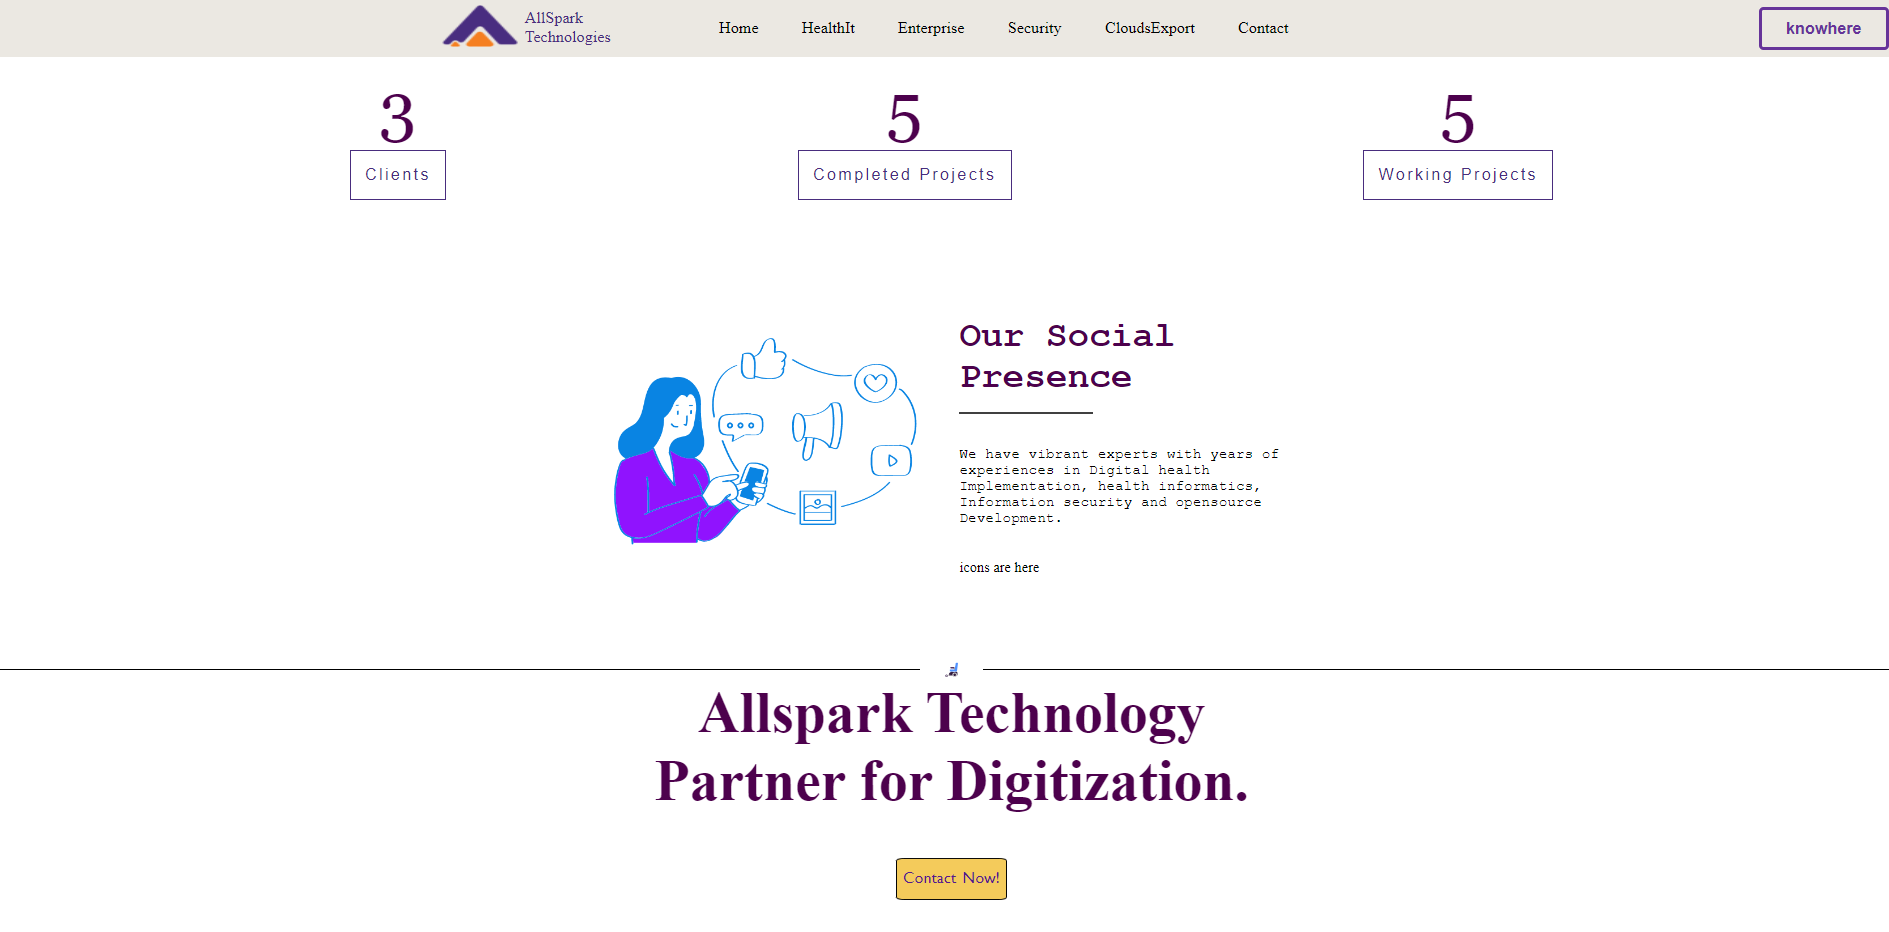 AllSpark
Technologies
Home HealthIt Enterprise Security CloudsExport Contact
knowhere
3 5 5
Clients Completed Projects Working Projects
Our Social
Presence
We have vibrant experts with years of
experiences in Digital health
Implementation, health informatics,
Information security and opensource
Development.
icons are here
Allspark Technology
Partner for Digitization.
Contact Now!